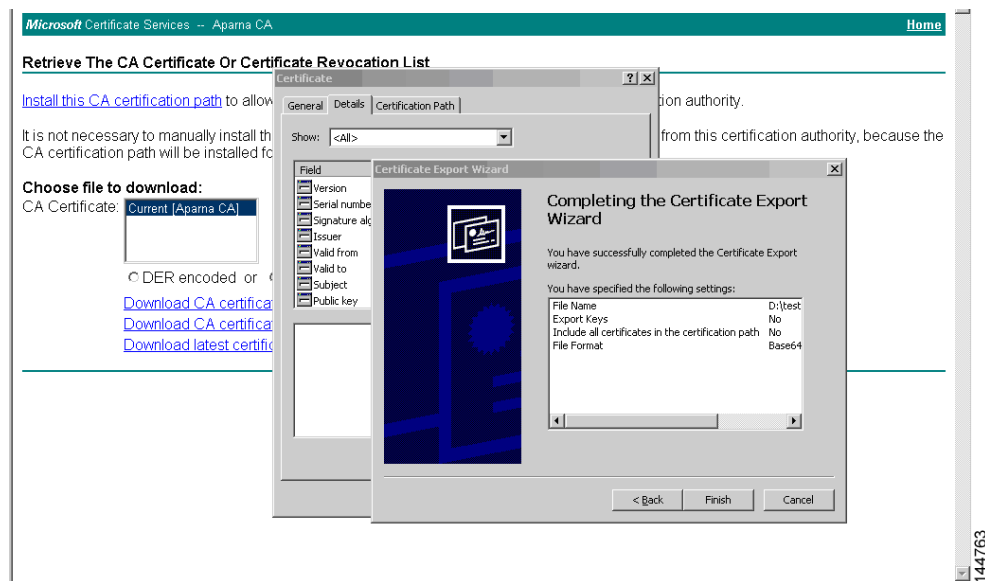 Microsoft Certificate Services -- Aparna CA Home
Retrieve The CA Certificate Or Certificate Revocation List
Install this CA certification path to allow
tion authority.
It is not necessary to manually install th
from this certification authority, because the
CA certification path will be installed fo
Choose file to download:
CA Certificate: Current [Aparna CA]
DER encoded or
Download CA certifica
Download CA certifica
Download latest certific
Certificate
General Details Certification Path
Show: <All>
Field
Version
Serial numbe
Signature alg
Issuer
Valid from
Valid to
Subject
Public key
Certificate Export Wizard
Completing the Certificate Export
Wizard
You have successfully completed the Certificate Export
wizard.
You have specified the following settings:
File Name D:\test
Export Keys No
Include all certificates in the certification path No
File Format Base64
< Back Finish Cancel
144763